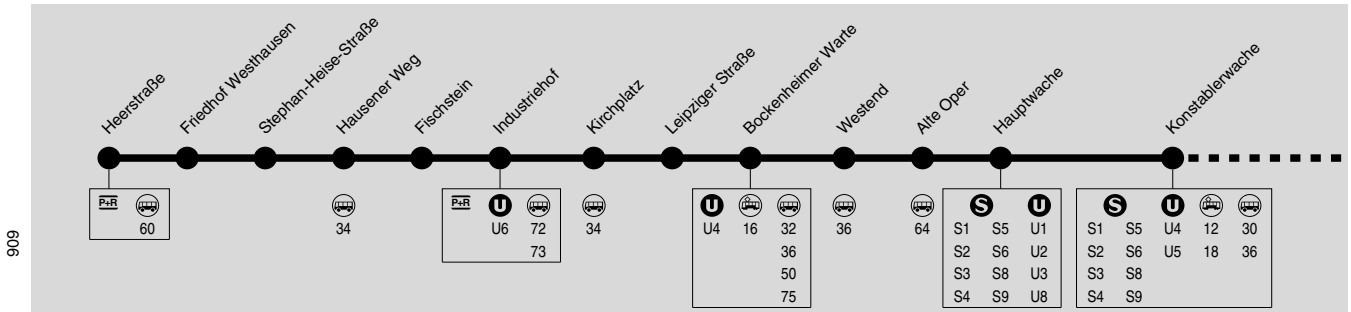 Heerstraße
Friedhof Westhausen
Stephan-Heise-Straße
Hausener Weg
Fischstein
Industriehof
Kirchplatz
Leipziger Straße
Bockenheimer Warte
Westend
Alte Oper
Hauptwache
Konstablerwache
P+R
60
34
P+R U
U6 72
73
34
U
U4 16 32
36
50
75
36
64
S U
S1 S5 U1
S2 S6 U2
S3 S8 U3
S4 S9 U8
S U
S1 S5 U4 12 30
S2 S6 U5 18 36
S3 S8
S4 S9
609